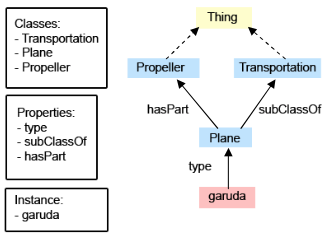 Classes:
- Transportation
- Plane
- Propeller
Properties:
- type
- subClassOf
- hasPart
Instance:
- garuda
Thing
Propeller
Transportation
hasPart
subClassOf
Plane
type
garuda